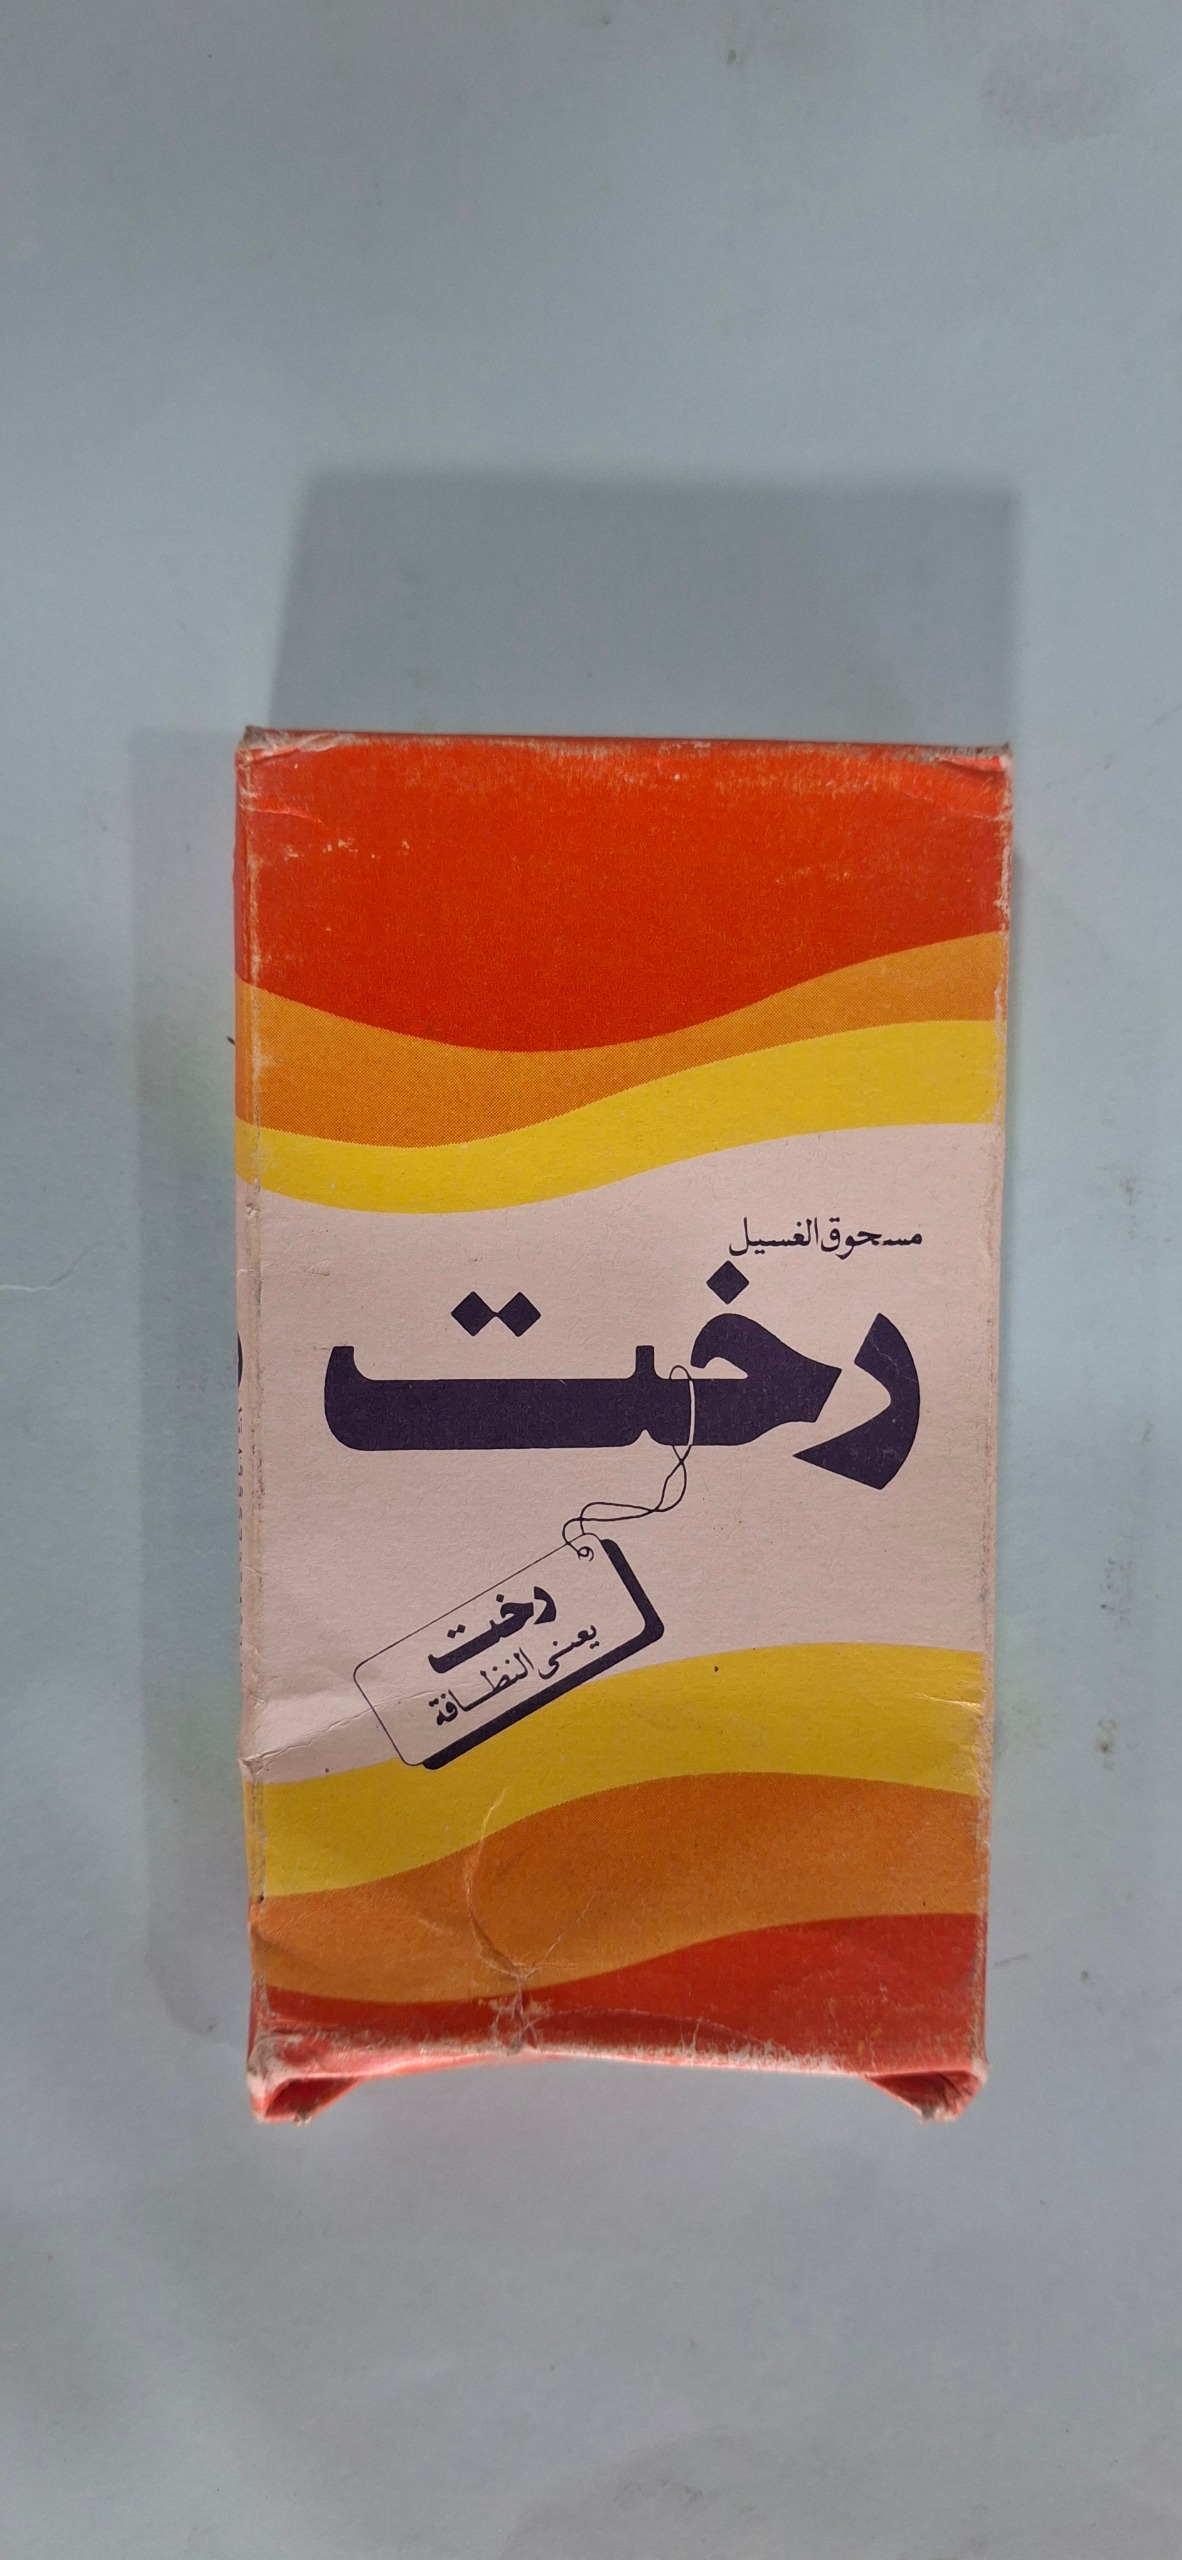 مسحوق الغسيل
رخت
رخت
يعنى النظافة